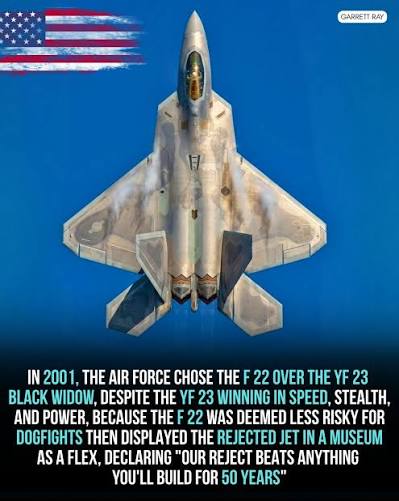 GARRETT RAY
IN 2001, THE AIR FORCE CHOSE THE F 22 OVER THE YF 23
BLACK WIDOW, DESPITE THE YF 23 WINNING IN SPEED, STEALTH,
AND POWER, BECAUSE THE F 22 WAS DEEMED LESS RISKY FOR
DOGFIGHTS THEN DISPLAYED THE REJECTED JET IN A MUSEUM
AS A FLEX, DECLARING "OUR REJECT BEATS ANYTHING
YOU'LL BUILD FOR 50 YEARS"